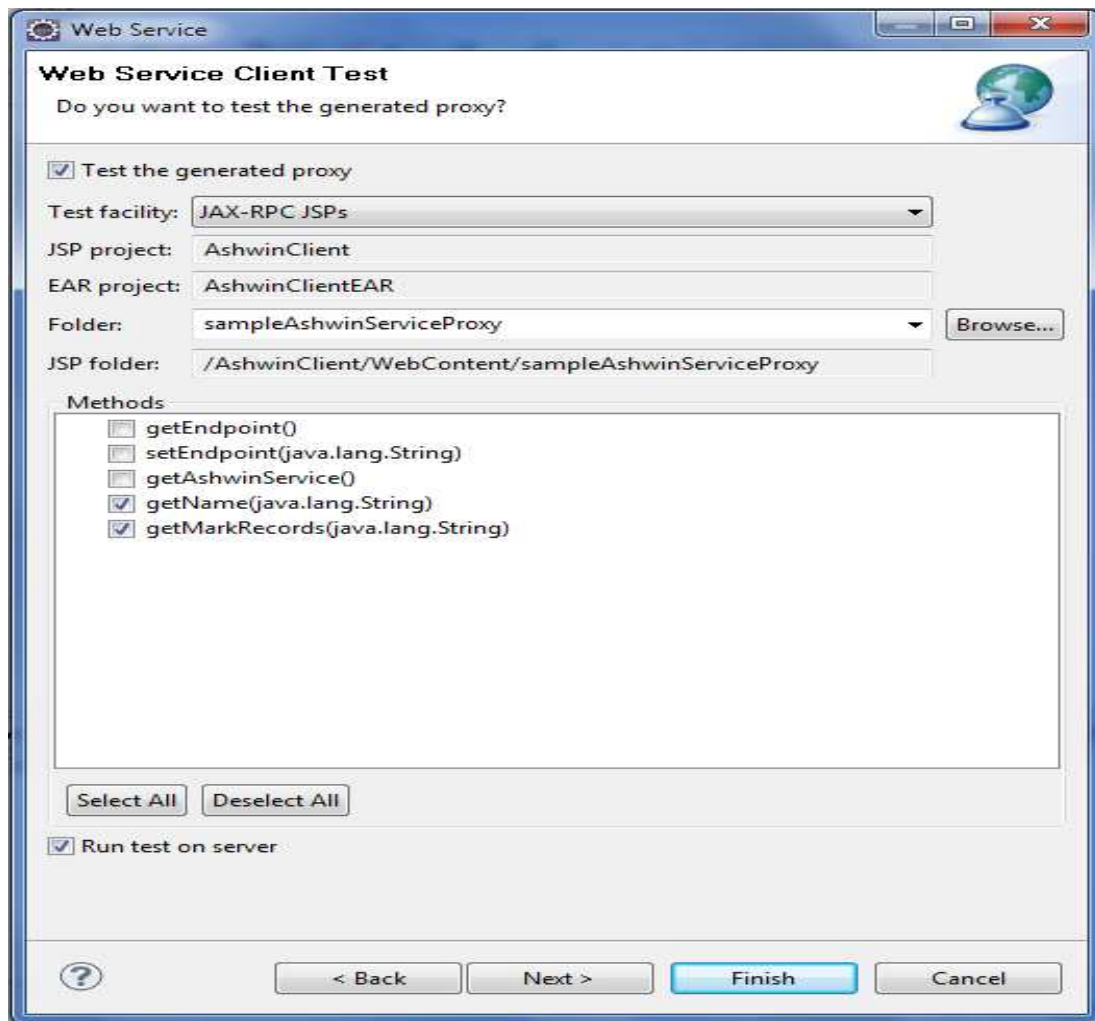 Web Service
Web Service Client Test
Do you want to test the generated proxy?
Test the generated proxy
Test facility: JAX-RPC JSPs
JSP project: AshwinClient
EAR project: AshwinClientEAR
Folder: sampleAshwinServiceProxy Browse...
JSP folder: /AshwinClient/WebContent/sampleAshwinServiceProxy
Methods
getEndpoint()
setEndpoint(java.lang.String)
getAshwinService()
getName(java.lang.String)
getMarkRecords(java.lang.String)
Select All Deselect All
Run test on server
? < Back Next > Finish Cancel